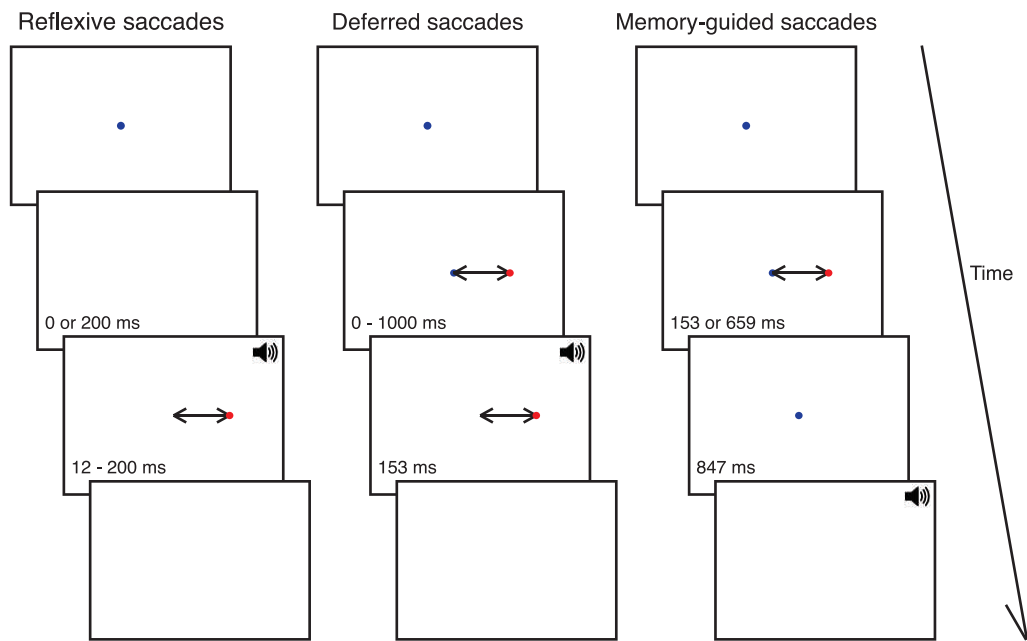 Reflexive saccades
Deferred saccades
Memory-guided saccades
Time
0 or 200 ms
0 - 1000 ms
153 or 659 ms
12 - 200 ms
153 ms
847 ms